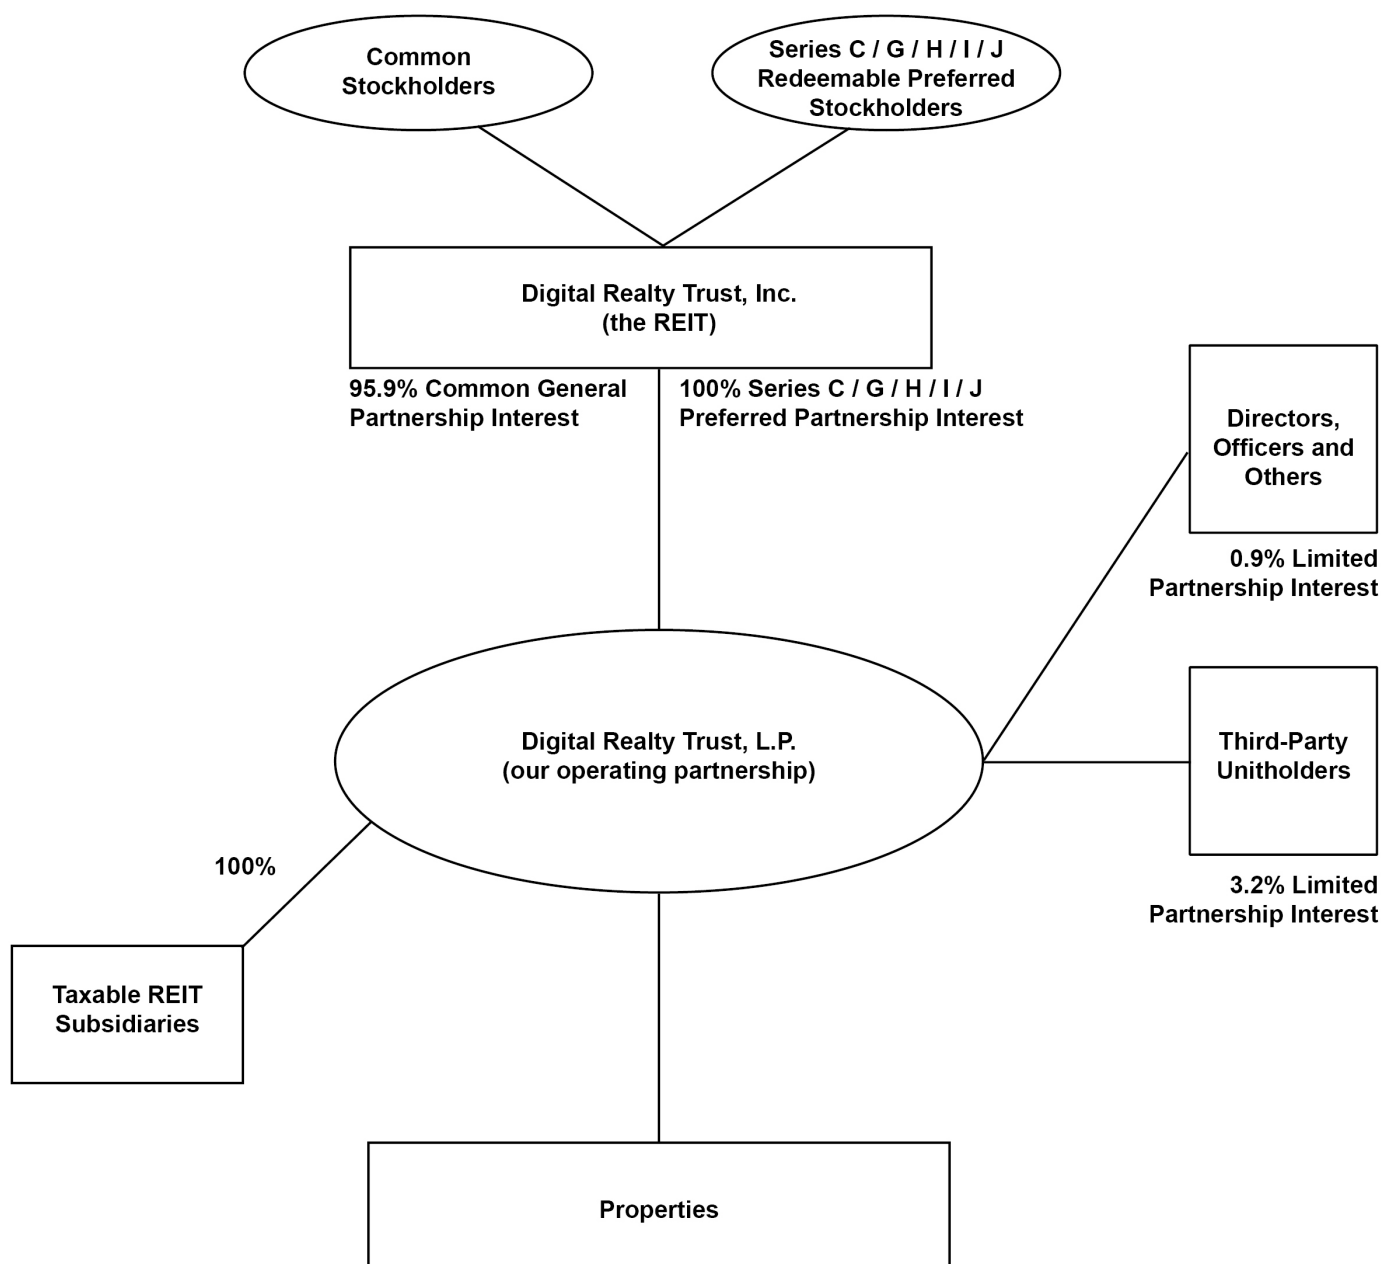 Common
Stockholders
Series C / G / H / I / J
Redeemable Preferred
Stockholders
Digital Realty Trust, Inc.
(the REIT)
95.9% Common General
Partnership Interest
100% Series C / G / H / I / J
Preferred Partnership Interest
Directors,
Officers and
Others
0.9% Limited
Partnership Interest
Digital Realty Trust, L.P.
(our operating partnership)
Third-Party
Unitholders
3.2% Limited
Partnership Interest
100%
Taxable REIT
Subsidiaries
Properties